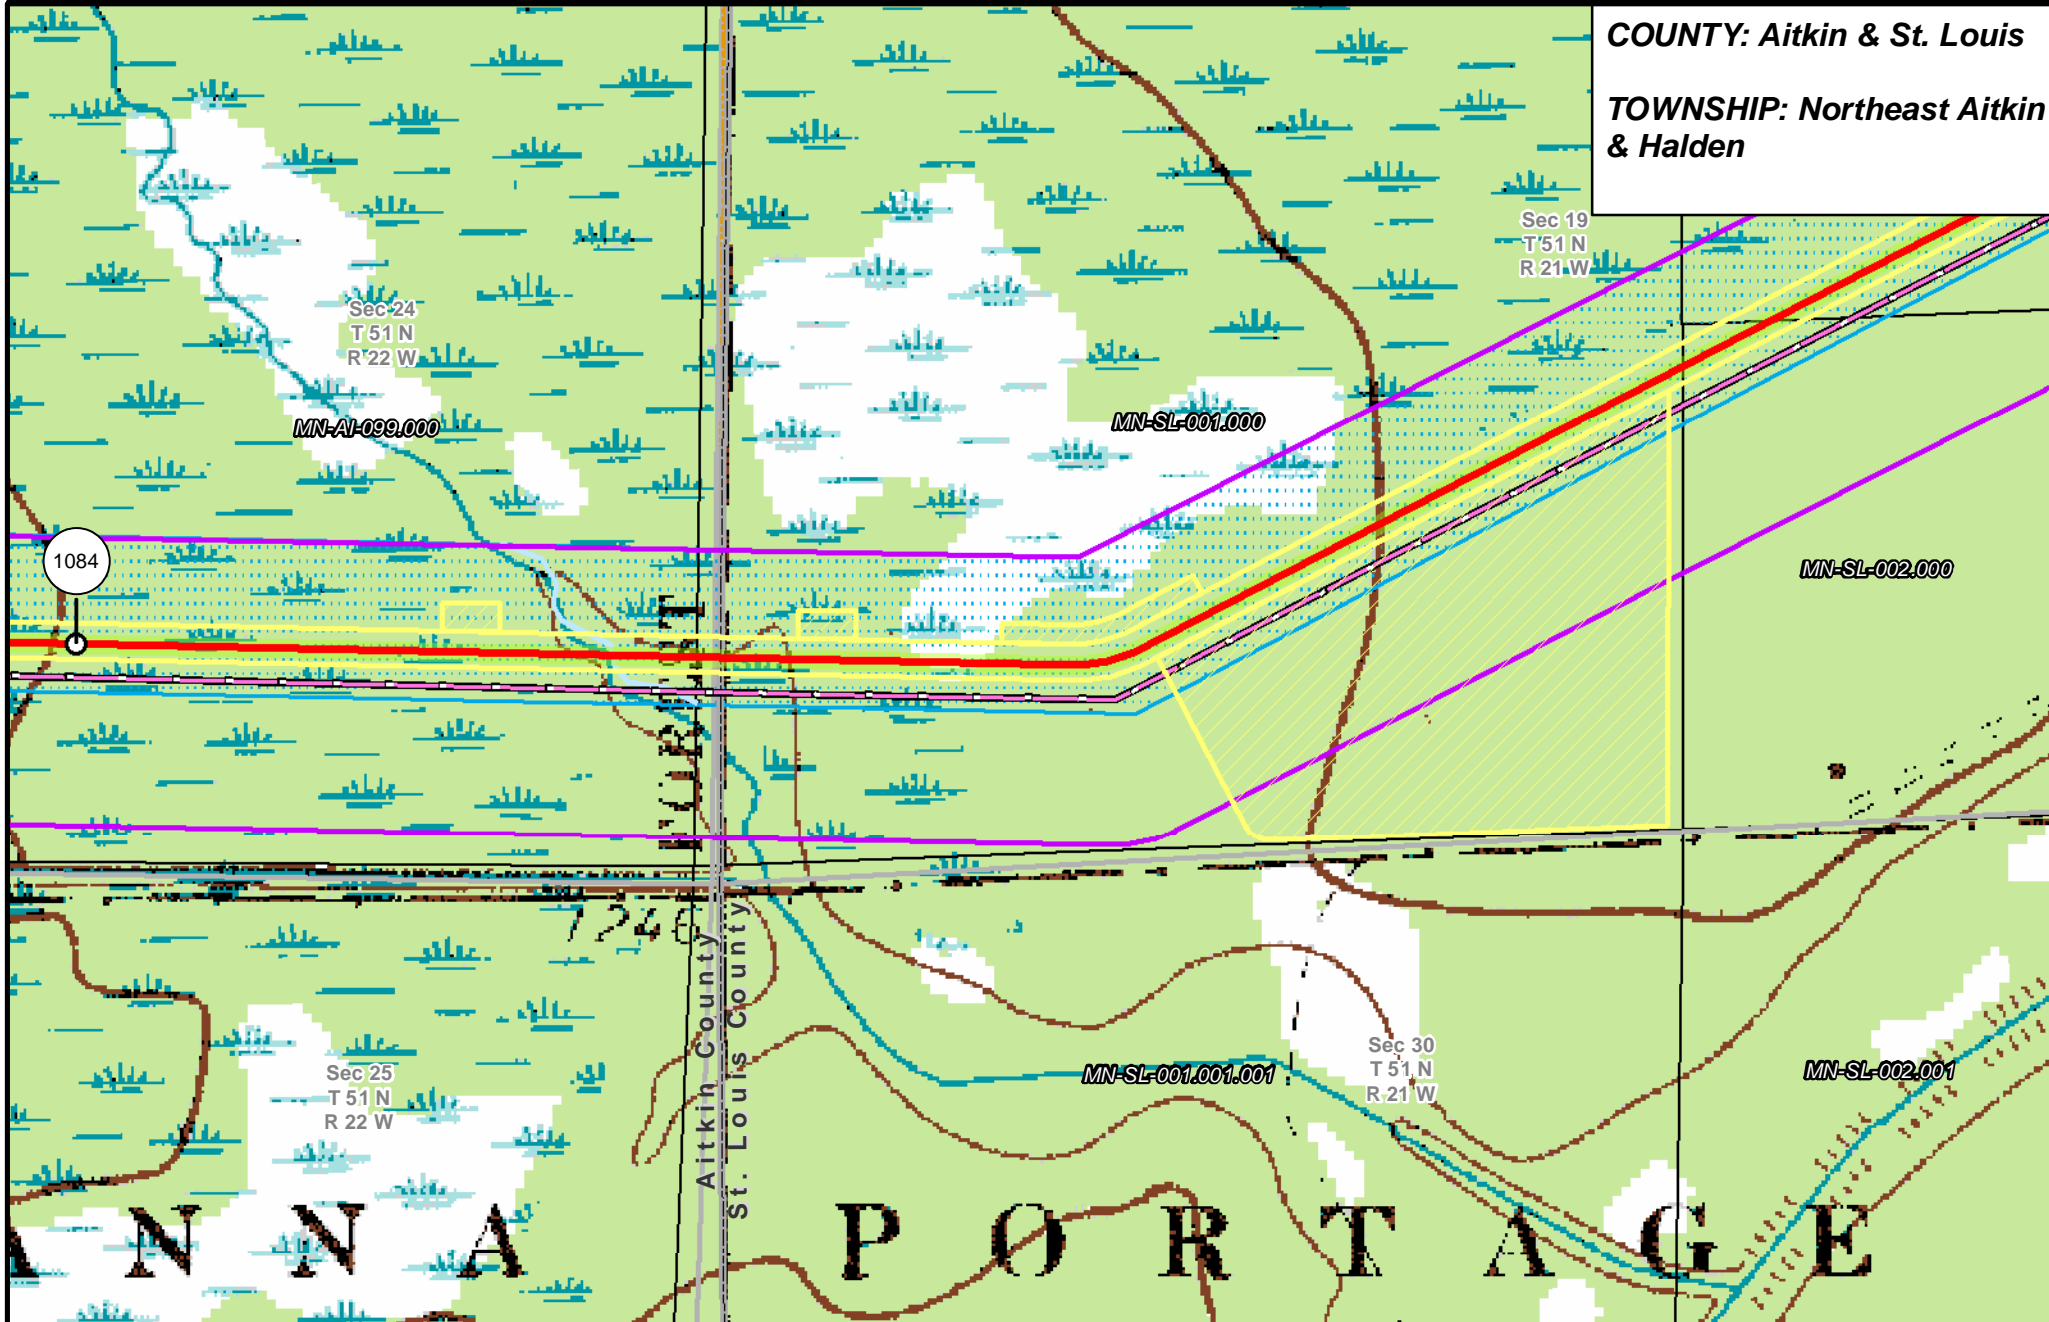 COUNTY: Aitkin & St. Louis
TOWNSHIP: Northeast Aitkin
& Halden
Sec 19
T 51 N
R 21 W
Sec 24
T 51 N
R 22 W
MN-AI-099.000
MN-SL-001.000
1084
MN-SL-002.000
1246
Aitkin County
St. Louis County
Sec 25
T 51 N
R 22 W
MN-SL-001.001.001
Sec 30
T 51 N
R 21 W
MN-SL-002.001
ANNA PORTAGE